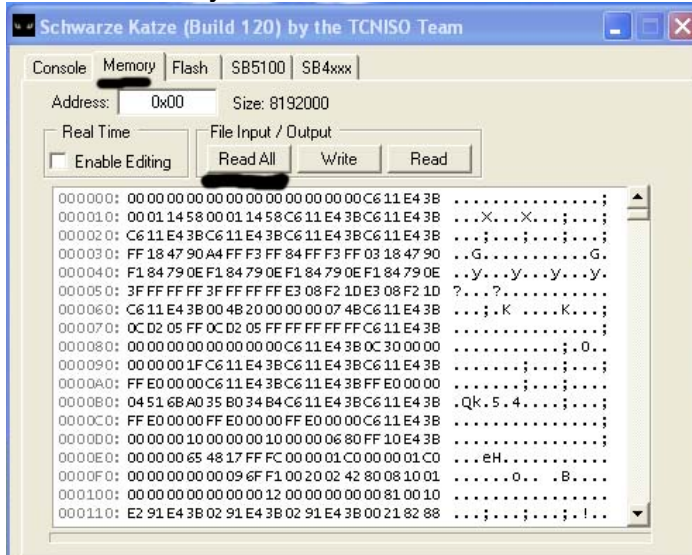 Schwarze Katze (Build 120) by the TCNISO Team
Console Memory Flash SB5100 SB4xxx
Address: 0x00 Size: 8192000
Real Time File Input / Output
Enable Editing Read All Write Read
000000: 00 00 00 00 00 00 00 00 00 00 00 00 C6 11 E4 3B ...............;
000010: 00 01 14 58 00 01 14 58 C6 11 E4 3B C6 11 E4 3B ...X...X...;...;
000020: C6 11 E4 3B C6 11 E4 3B C6 11 E4 3B C6 11 E4 3B ...;...;...;...;
000030: FF 18 47 90 A4 FF F3 FF 84 FF F3 FF 03 18 47 90 ..G...........G.
000040: F1 84 79 0E F1 84 79 0E F1 84 79 0E F1 84 79 0E ..y...y...y...y.
000050: 3F FF FF FF 3F FF FF FF E3 08 F2 1D E3 08 F2 1D ?...?...........
000060: C6 11 E4 3B 00 4B 20 00 00 00 07 4B C6 11 E4 3B ...;.K ....K...;
000070: 0C D2 05 FF 0C D2 05 FF FF FF FF FF C6 11 E4 3B ...............;
000080: 00 00 00 00 00 00 00 00 C6 11 E4 3B 0C 30 00 00 ...........;.0..
000090: 00 00 00 1F C6 11 E4 3B C6 11 E4 3B C6 11 E4 3B .......;...;...;
0000A0: FF E0 00 00 C6 11 E4 3B C6 11 E4 3B FF E0 00 00 .......;...;....
0000B0: 04 51 6B A0 35 B0 34 B4 C6 11 E4 3B C6 11 E4 3B .Qk.5.4....;...;
0000C0: FF E0 00 00 FF E0 00 00 FF E0 00 00 C6 11 E4 3B ...............;
0000D0: 00 00 00 10 00 00 00 10 00 00 06 80 FF 10 E4 3B ...............;
0000E0: 00 00 00 65 48 17 FF FC 00 00 01 C0 00 00 01 C0 ...eH...........
0000F0: 00 00 00 00 00 09 6F F1 00 20 02 42 80 08 10 01 ......o.. .B....
000100: 00 00 00 00 00 00 00 12 00 00 00 00 00 81 00 10 ................
000110: E2 91 E4 3B 02 91 E4 3B 02 91 E4 3B 00 21 82 88 ...;...;...;.!..